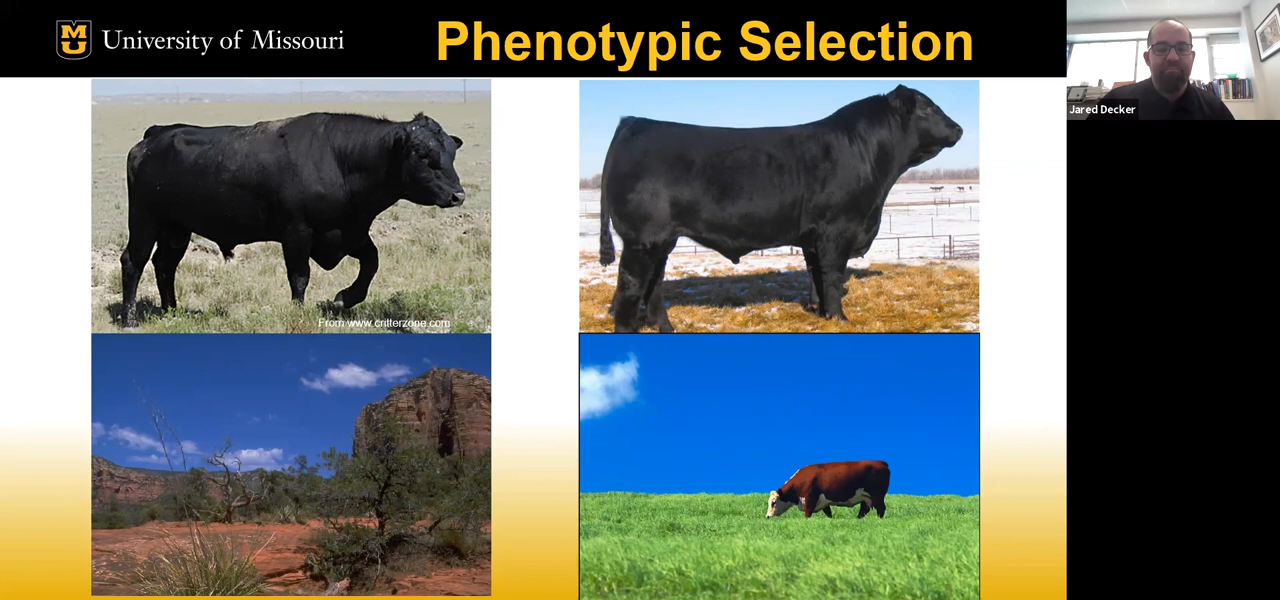 University of Missouri
Phenotypic Selection
Jared Decker
From www.critterzone.com